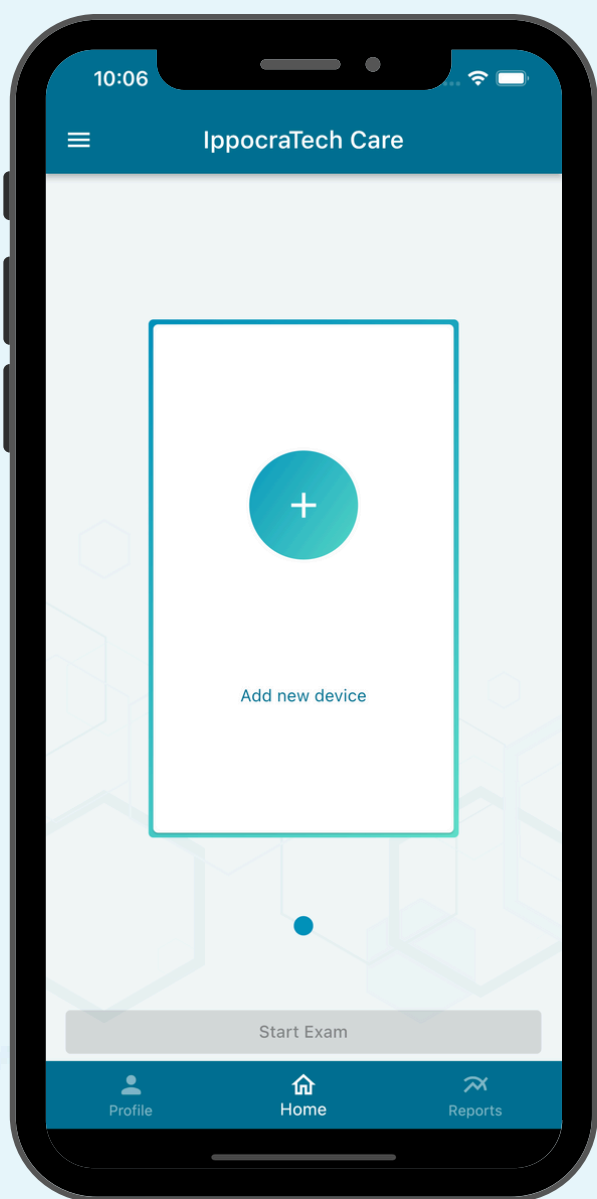 10:06
IppocraTech Care
Add new device
Start Exam
Profile
Home
Reports